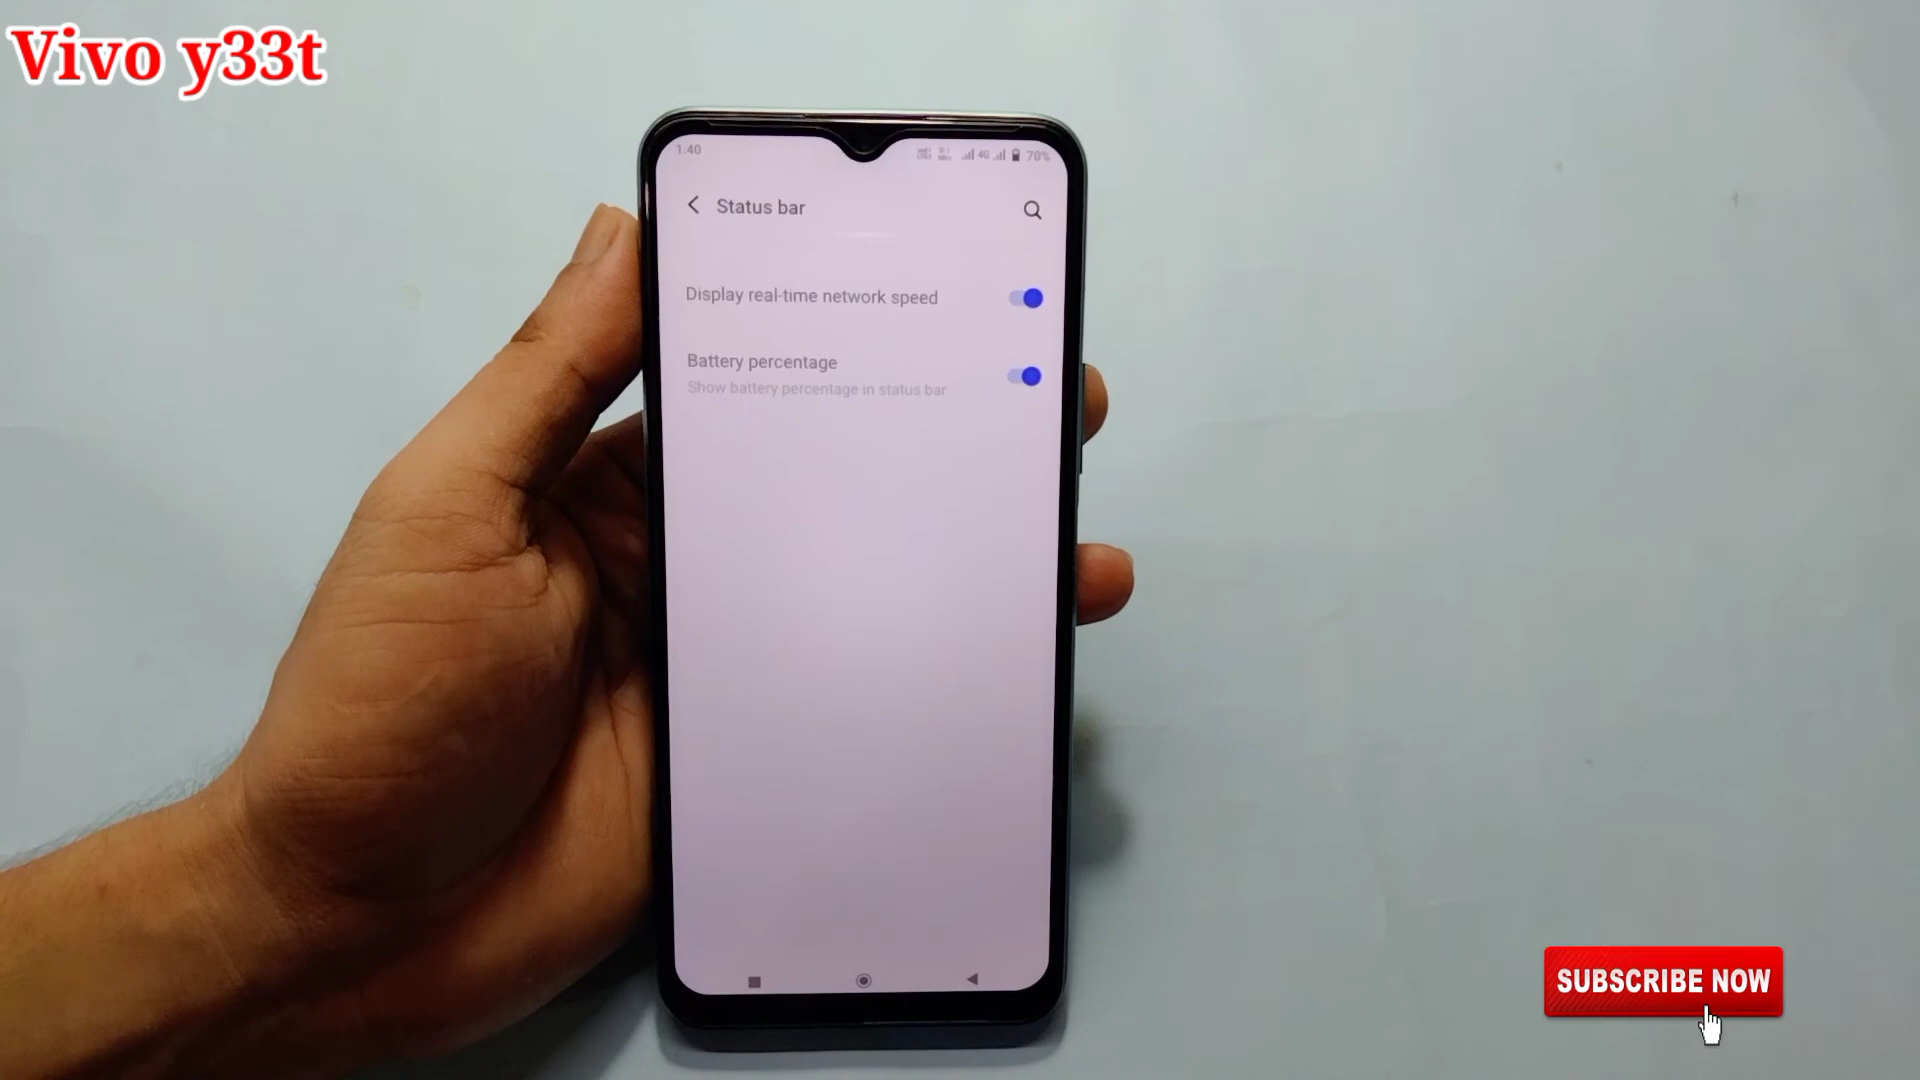 Vivo y33t
1.40
4G
70%
Status bar
Display real-time network speed
Battery percentage
Show battery percentage in status bar
SUBSCRIBE NOW